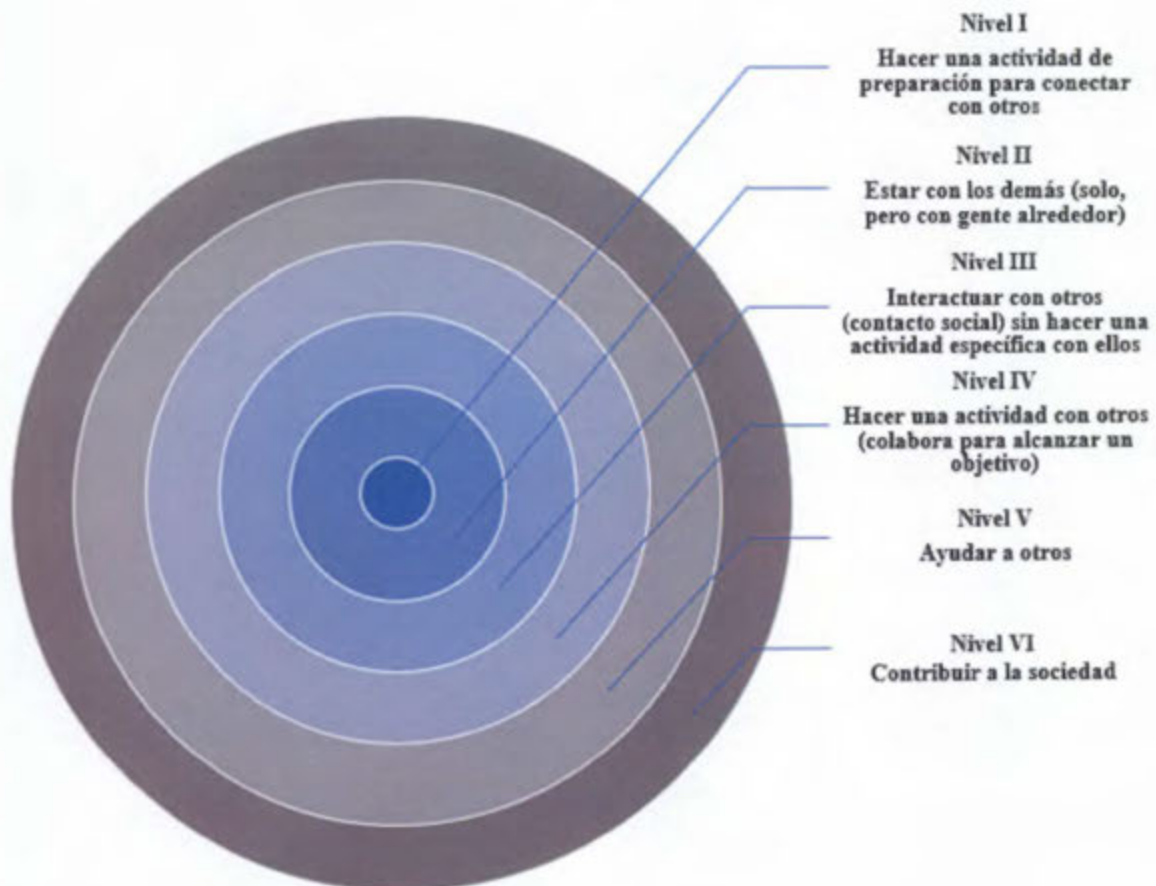 Nivel I
Hacer una actividad de
preparación para conectar
con otros
Nivel II
Estar con los demás (solo,
pero con gente alrededor)
Nivel III
Interactuar con otros
(contacto social) sin hacer una
actividad específica con ellos
Nivel IV
Hacer una actividad con otros
(colabora para alcanzar un
objetivo)
Nivel V
Ayudar a otros
Nivel VI
Contribuir a la sociedad